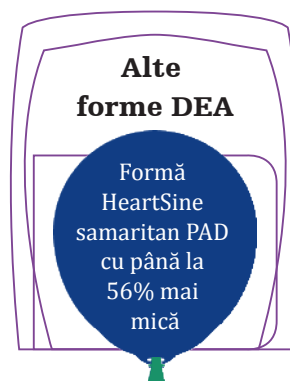 Alte
forme DEA
Formă
HeartSine
samaritan PAD
cu până la
56% mai
mică